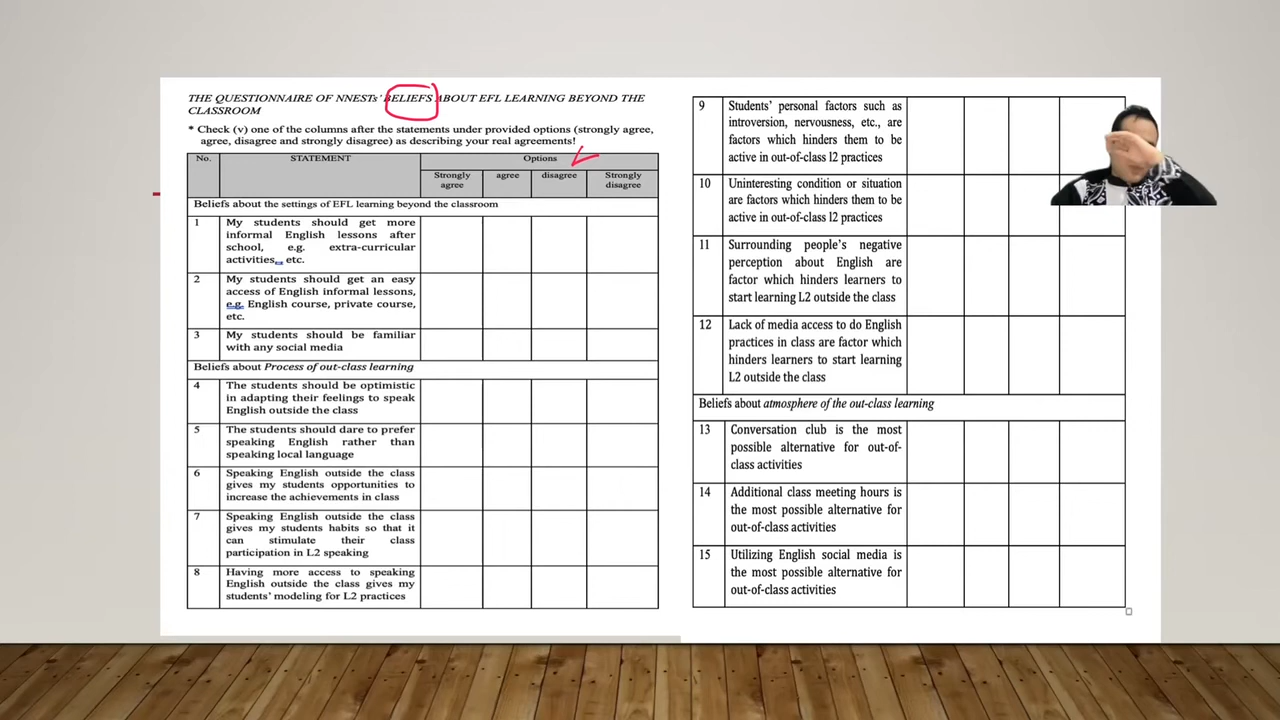 THE QUESTIONNAIRE OF NNESTs' BELIEFS ABOUT EFL LEARNING BEYOND THE
CLASSROOM
* Check (v) one of the columns after the statements under provided options (strongly agree,
agree, disagree and strongly disagree) as describing your real agreements!
No. STATEMENT Options
Strongly agree disagree Strongly
agree disagree
Beliefs about the settings of EFL learning beyond the classroom
1 My students should get more
informal English lessons after
school, e.g. extra-curricular
activities,, etc.
2 My students should get an easy
access of English informal lessons,
e.g. English course, private course,
etc.
3 My students should be familiar
with any social media
Beliefs about Process of out-class learning
4 The students should be optimistic
in adapting their feelings to speak
English outside the class
5 The students should dare to prefer
speaking English rather than
speaking local language
6 Speaking English outside the class
gives my students opportunities to
increase the achievements in class
7 Speaking English outside the class
gives my students habits so that it
can stimulate their class
participation in L2 speaking
8 Having more access to speaking
English outside the class gives my
students' modeling for L2 practices
9 Students' personal factors such as
introversion, nervousness, etc., are
factors which hinders them to be
active in out-of-class l2 practices
10 Uninteresting condition or situation
are factors which hinders them to be
active in out-of-class l2 practices
11 Surrounding people's negative
perception about English are
factor which hinders learners to
start learning L2 outside the class
12 Lack of media access to do English
practices in class are factor which
hinders learners to start learning
L2 outside the class
Beliefs about atmosphere of the out-class learning
13 Conversation club is the most
possible alternative for out-of-
class activities
14 Additional class meeting hours is
the most possible alternative for
out-of-class activities
15 Utilizing English social media is
the most possible alternative for
out-of-class activities